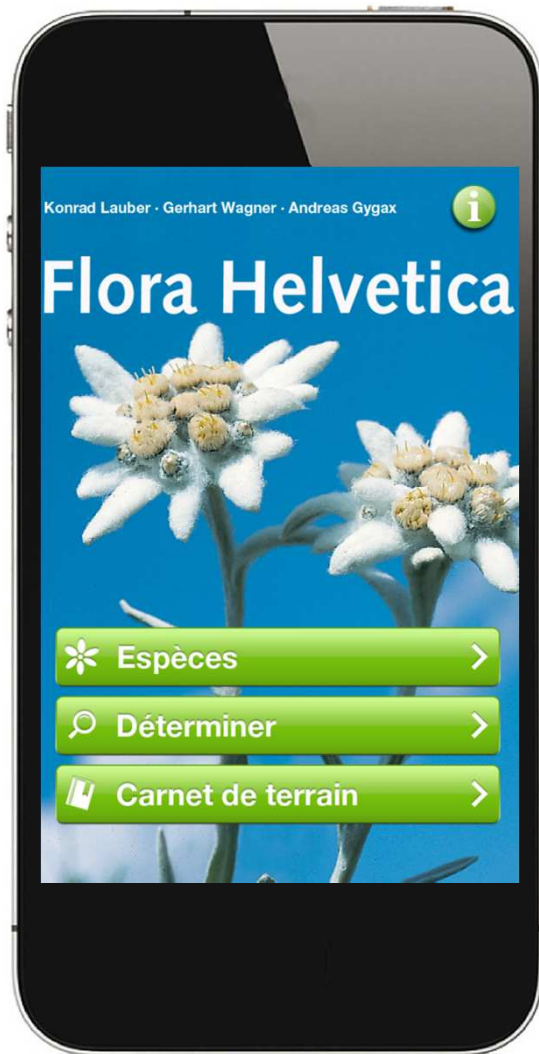 Konrad Lauber · Gerhart Wagner · Andreas Gygax
Flora Helvetica
Espèces
Déterminer
Carnet de terrain